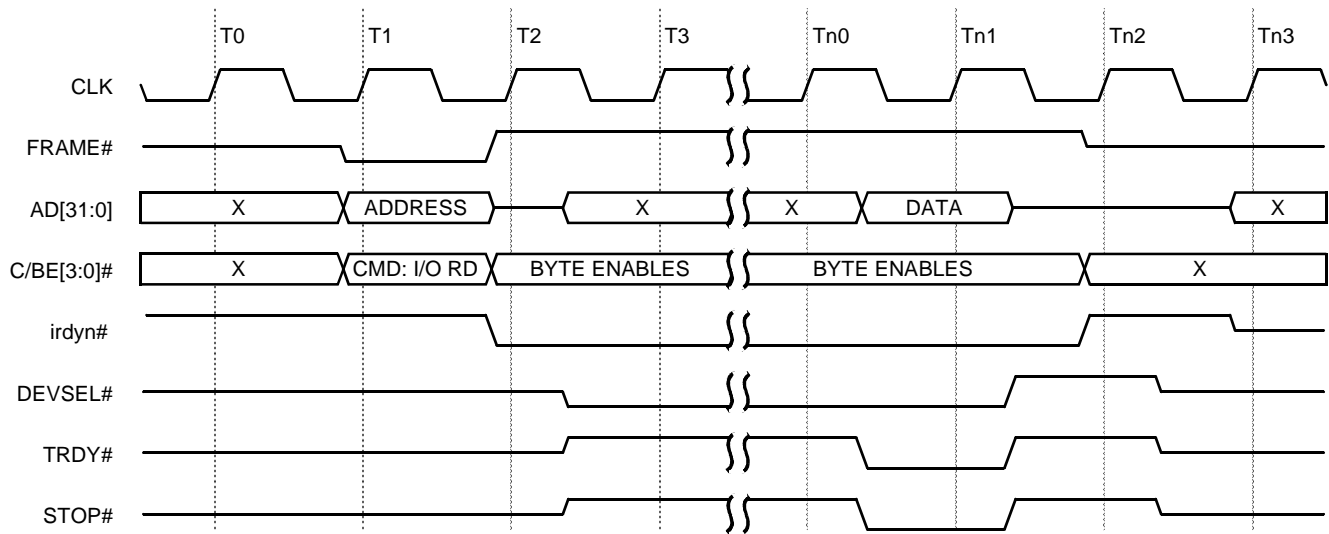 T0 T1 T2 T3 Tn0 Tn1 Tn2 Tn3
CLK
FRAME#
AD[31:0] X ADDRESS X X DATA X
C/BE[3:0]# X CMD: I/O RD BYTE ENABLES BYTE ENABLES X
irdyn#
DEVSEL#
TRDY#
STOP#